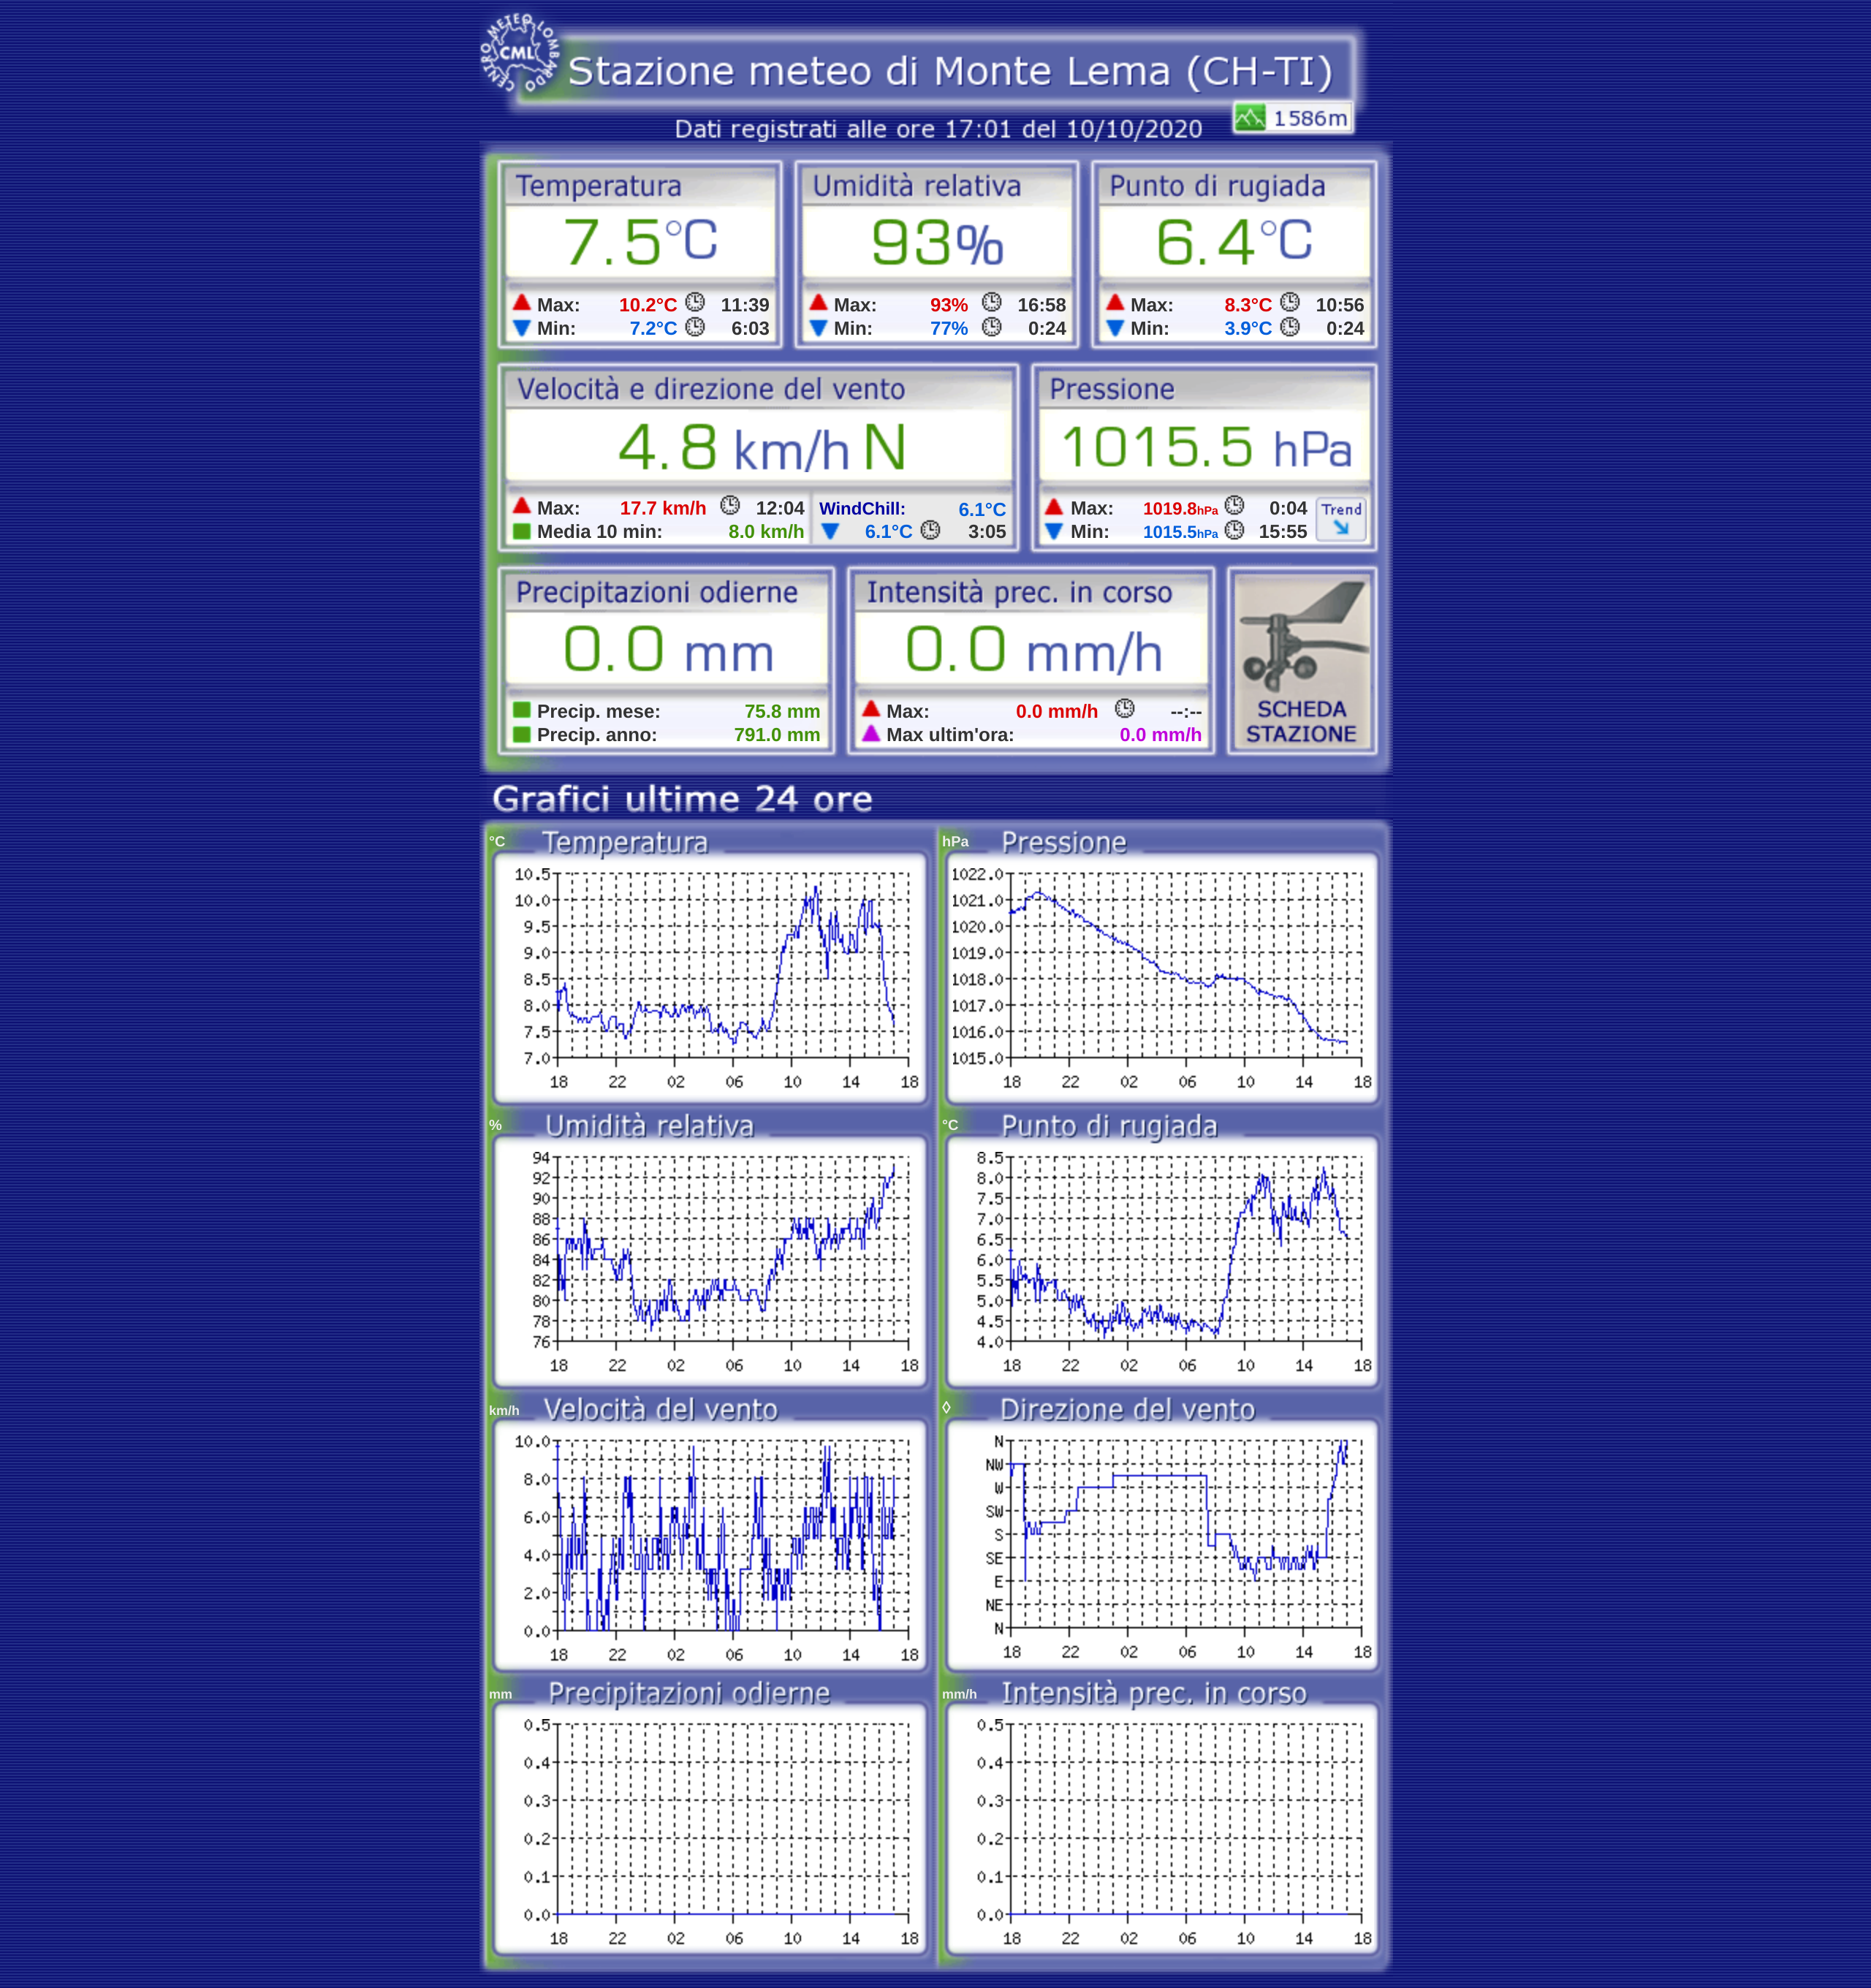 CENTRO METEO LOMBARDO
CML
Stazione meteo di Monte Lema (CH-TI)
1586m
Dati registrati alle ore 17:01 del 10/10/2020
Temperatura
7.5°C
Max: 10.2°C 11:39
Min: 7.2°C 6:03
Umidità relativa
93%
Max: 93% 16:58
Min: 77% 0:24
Punto di rugiada
6.4°C
Max: 8.3°C 10:56
Min: 3.9°C 0:24
Velocità e direzione del vento
4.8 km/h N
Max: 17.7 km/h 12:04
Media 10 min: 8.0 km/h
WindChill: 6.1°C
6.1°C 3:05
Pressione
1015.5 hPa
Max: 1019.8hPa 0:04
Min: 1015.5hPa 15:55
Trend
Precipitazioni odierne
0.0 mm
Precip. mese: 75.8 mm
Precip. anno: 791.0 mm
Intensità prec. in corso
0.0 mm/h
Max: 0.0 mm/h --:--
Max ultim'ora: 0.0 mm/h
SCHEDA
STAZIONE
Grafici ultime 24 ore
°C Temperatura
10.5
10.0
9.5
9.0
8.5
8.0
7.5
7.0
18 22 02 06 10 14 18
hPa Pressione
1022.0
1021.0
1020.0
1019.0
1018.0
1017.0
1016.0
1015.0
18 22 02 06 10 14 18
% Umidità relativa
94
92
90
88
86
84
82
80
78
76
18 22 02 06 10 14 18
°C Punto di rugiada
8.5
8.0
7.5
7.0
6.5
6.0
5.5
5.0
4.5
4.0
18 22 02 06 10 14 18
km/h Velocità del vento
10.0
8.0
6.0
4.0
2.0
0.0
18 22 02 06 10 14 18
◊ Direzione del vento
N
NW
W
SW
S
SE
E
NE
N
18 22 02 06 10 14 18
mm Precipitazioni odierne
0.5
0.4
0.3
0.2
0.1
0.0
18 22 02 06 10 14 18
mm/h Intensità prec. in corso
0.5
0.4
0.3
0.2
0.1
0.0
18 22 02 06 10 14 18